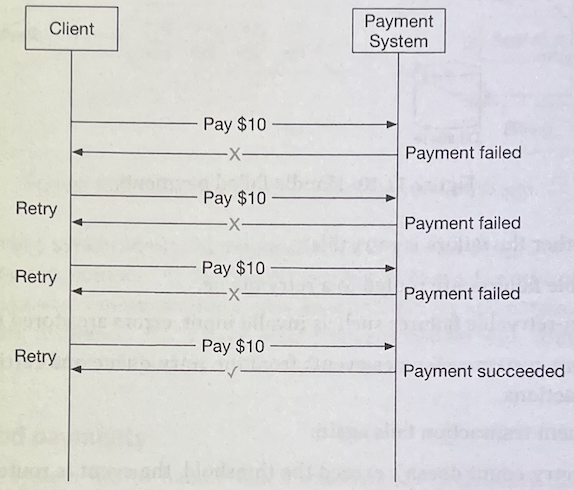 Client
Payment
System
Pay $10
X
Payment failed
Retry
Pay $10
X
Payment failed
Retry
Pay $10
X
Payment failed
Retry
Pay $10
✓
Payment succeeded